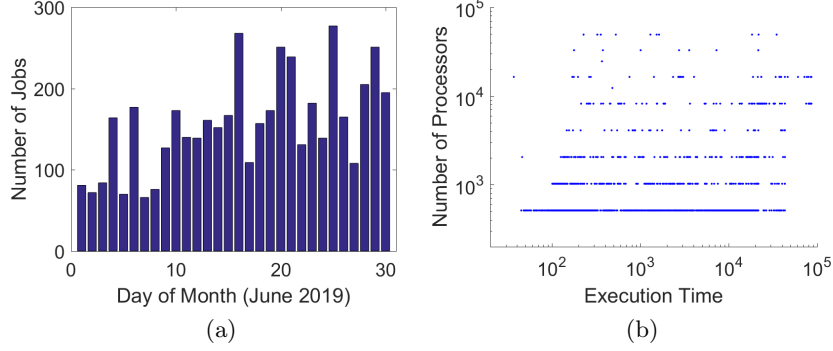 300
200
100
0
0
10
20
30
Number of Jobs
Day of Month (June 2019)
(a)
10^5
10^4
10^3
10^2
10^3
10^4
10^5
Number of Processors
Execution Time
(b)